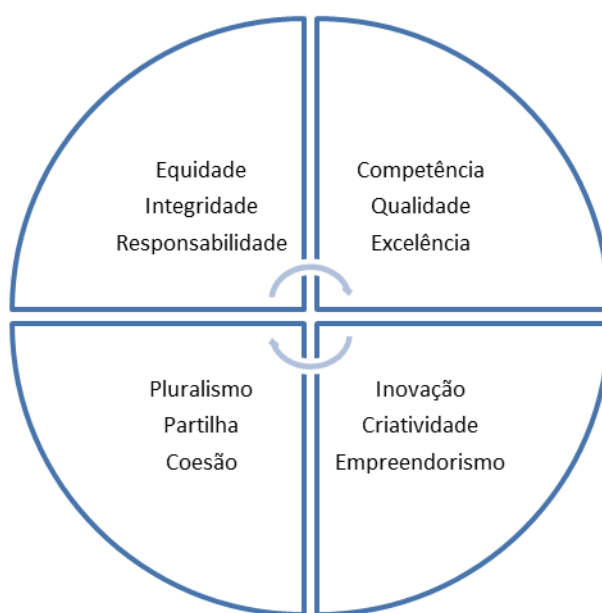 Equidade
Integridade
Responsabilidade
Competência
Qualidade
Excelência
Pluralismo
Partilha
Coesão
Inovação
Criatividade
Empreendorismo